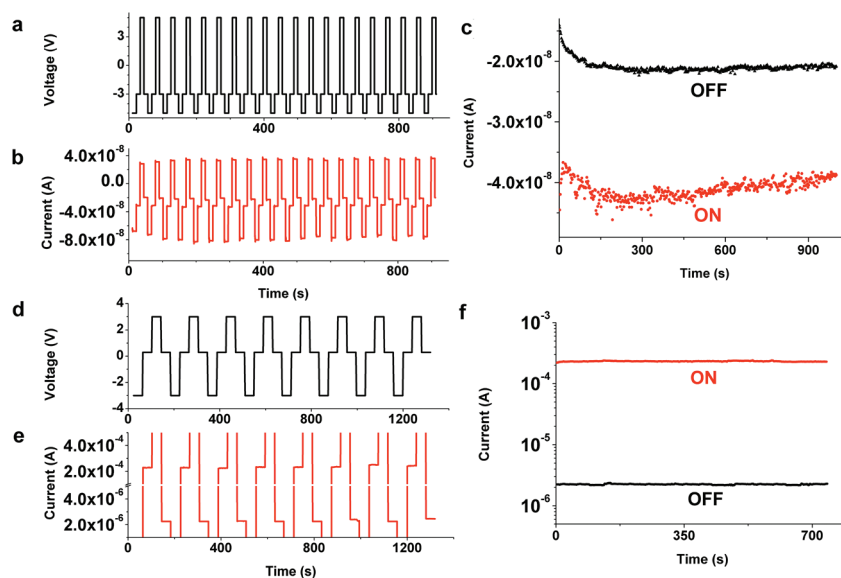 a
Voltage (V)
3
0
-3
0
400
800
b
Current (A)
4.0x10⁻⁸
0.0
-4.0x10⁻⁸
-8.0x10⁻⁸
0
400
800
Time (s)
c
Current (A)
-2.0x10⁻⁸
-3.0x10⁻⁸
-4.0x10⁻⁸
OFF
ON
0
300
600
900
Time (s)
d
Voltage (V)
4
2
0
-2
-4
0
400
800
1200
e
Current (A)
4.0x10⁻⁴
2.0x10⁻⁴
4.0x10⁻⁶
2.0x10⁻⁶
0
400
800
1200
Time (s)
f
Current (A)
10⁻³
10⁻⁴
10⁻⁵
10⁻⁶
ON
OFF
0
350
700
Time (s)